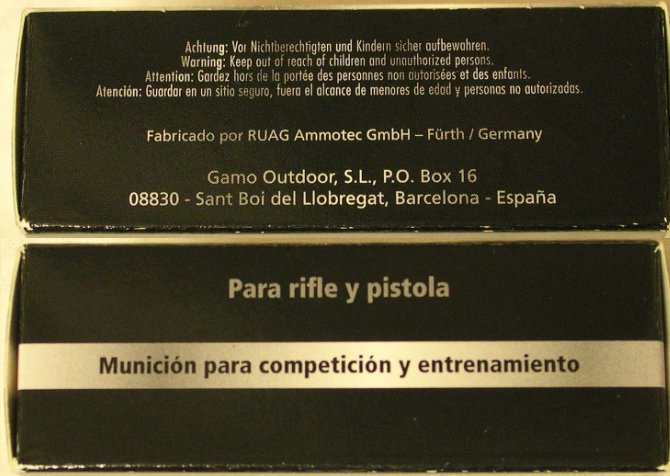 Achtung: Vor Nichtberechtigten und Kindern sicher aufbewahren.
Warning: Keep out of reach of children and unauthorized persons.
Attention: Gardez hors de la portée des personnes non autorisées et des enfants.
Atención: Guardar en un sitio seguro, fuera el alcance de menores de edad y personas no autorizadas.
Fabricado por RUAG Ammotec GmbH – Fürth / Germany
Gamo Outdoor, S.L., P.O. Box 16
08830 - Sant Boi del Llobregat, Barcelona - España
Para rifle y pistola
Munición para competición y entrenamiento